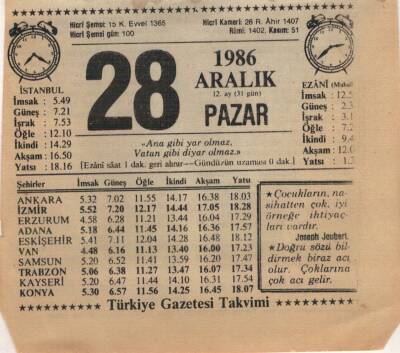 Hicrî Şemsî: 15 K. Evvel 1365
Hicrî Şemsî gün: 100
Hicrî Kamerî: 26 R. Âhır 1407
Rûmî: 1402, Kasım: 51
28
1986
ARALIK
12. ay (31 gün)
PAZAR
İSTANBUL
İmsak : 5.49
Güneş : 7.21
İşrak : 7.53
Öğle : 12.10
İkindi : 14.29
Akşam : 16.50
Yatsı : 18.16
EZÂNÎ
İmsak :
Güneş :
İşrak :
Öğle :
İkindi :
Akşam :
Yatsı :
«Ana gibi yar olmaz,
Vatan gibi diyar olmaz.»
[Ezânî sâat 1 dak. geri alınır—Gündüzün uzaması 0 dak.]
Şehirler İmsak Güneş Öğle İkindi Akşam Yatsı
ANKARA 5.32 7.02 11.55 14.17 16.38 18.03
İZMİR 5.52 7.20 12.17 14.44 17.05 18.28
ERZURUM 4.58 6.28 11.21 13.44 16.04 17.29
ADANA 5.18 6.44 11.45 14.16 16.36 17.57
ESKİŞEHİR 5.41 7.11 12.04 14.28 16.48 18.12
VAN 4.48 6.16 11.13 13.40 16.00 17.23
SAMSUN 5.20 6.52 11.41 13.59 16.20 17.47
TRABZON 5.06 6.38 11.27 13.47 16.07 17.34
KAYSERİ 5.20 6.47 11.44 14.10 16.31 17.54
KONYA 5.30 6.57 11.56 14.25 16.45 18.07
★ Çocukların, na-
sihatten çok, iyi
örneğe ihtiyaç-
ları vardır.
Joseph Joubert.
★ Doğru sözü bil-
dirmek biraz acı
olur. Çoklarına
çok acı gelir.
★★★★★★ Türkiye Gazetesi Takvimi ★★★★★★